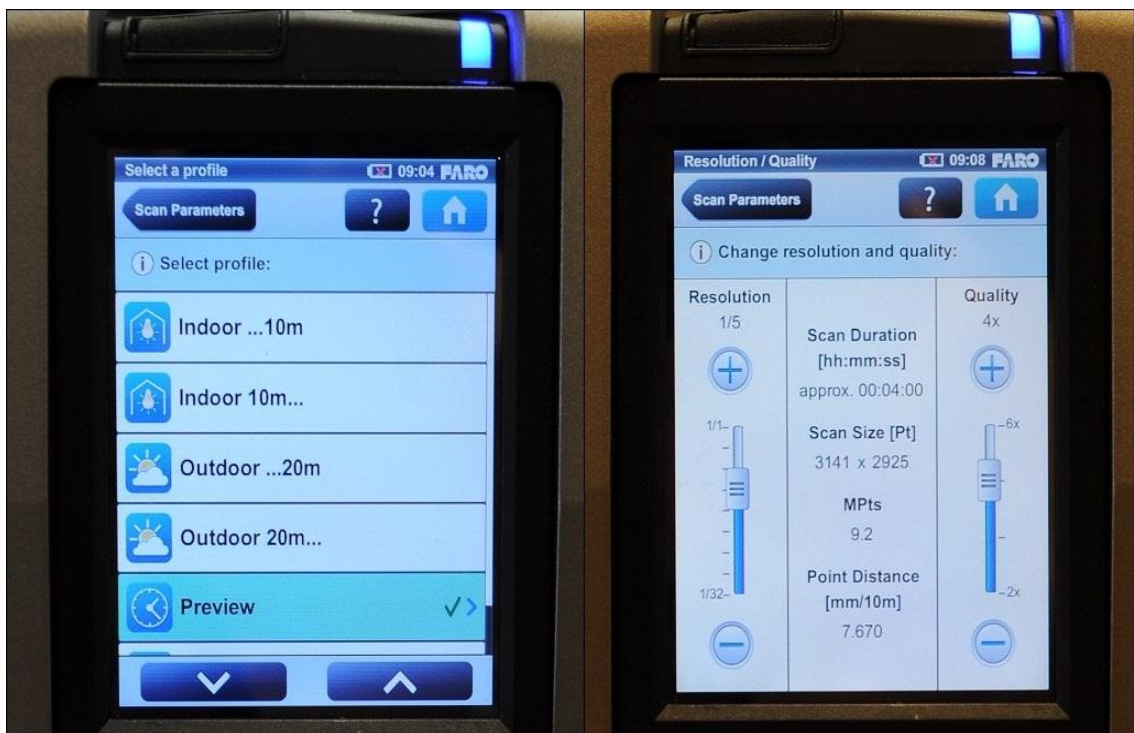 Select a profile 09:04 FARO
Scan Parameters ?
i Select profile:
Indoor ...10m
Indoor 10m...
Outdoor ...20m
Outdoor 20m...
Preview
Resolution / Quality 09:08 FARO
Scan Parameters ?
i Change resolution and quality:
Resolution
1/5
1/1
1/32
Scan Duration
[hh:mm:ss]
approx. 00:04:00
Scan Size [Pt]
3141 x 2925
MPts
9.2
Point Distance
[mm/10m]
7.670
Quality
4x
6x
2x